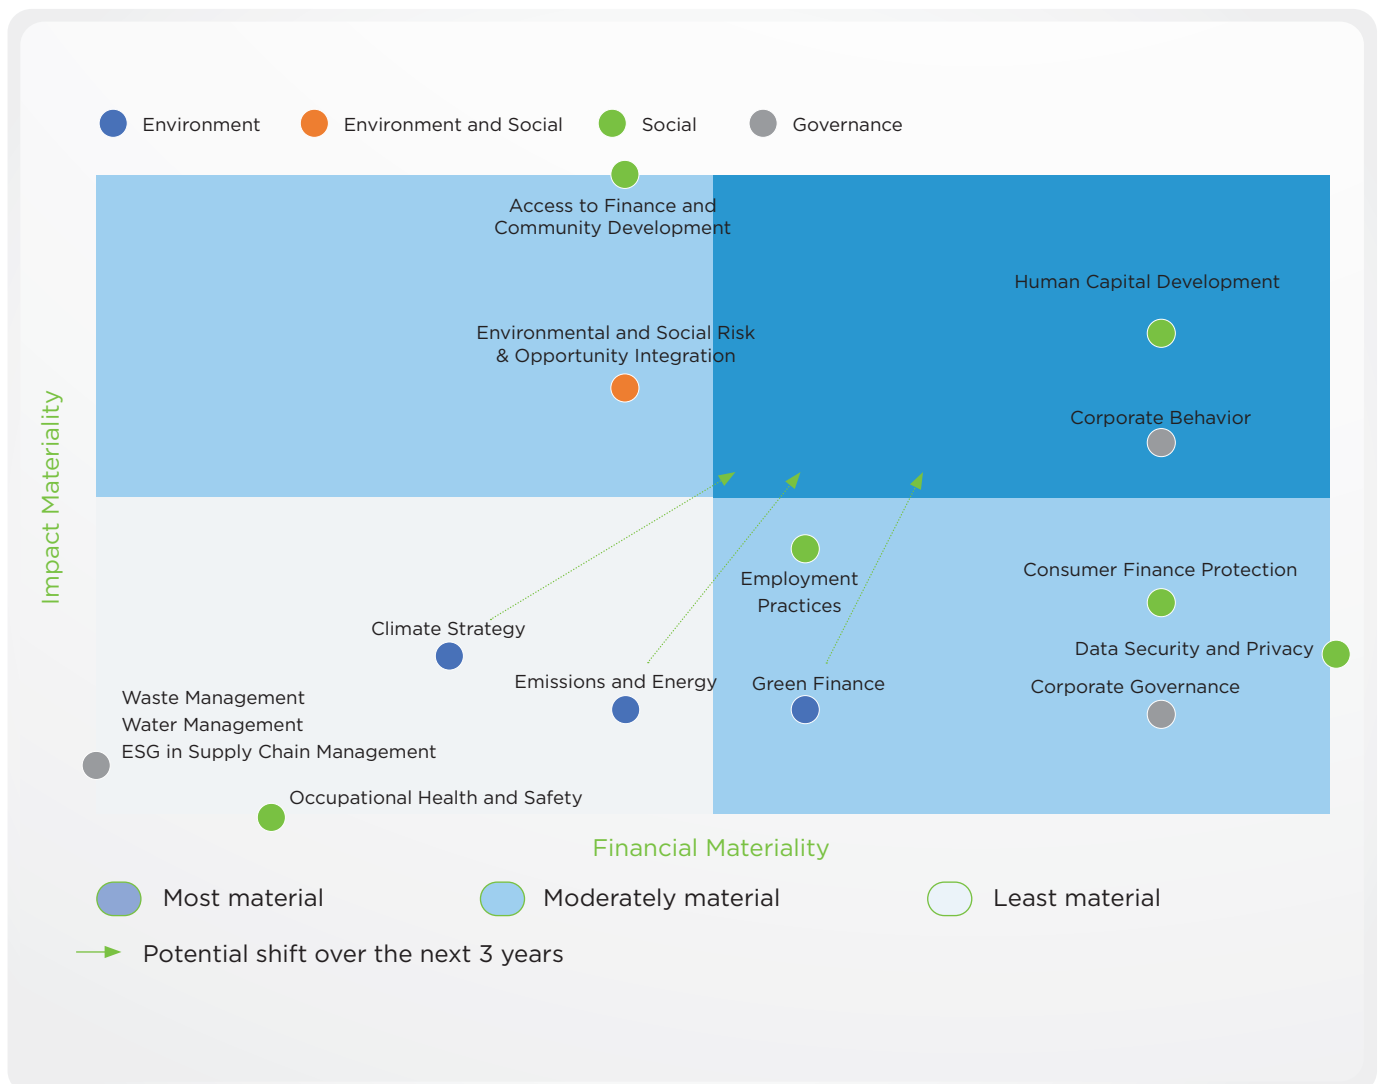 Environment
Environment and Social
Social
Governance
Access to Finance and
Community Development
Human Capital Development
Environmental and Social Risk
& Opportunity Integration
Corporate Behavior
Impact Materiality
Employment
Practices
Consumer Finance Protection
Climate Strategy
Data Security and Privacy
Emissions and Energy
Green Finance
Corporate Governance
Waste Management
Water Management
ESG in Supply Chain Management
Occupational Health and Safety
Financial Materiality
Most material
Moderately material
Least material
Potential shift over the next 3 years